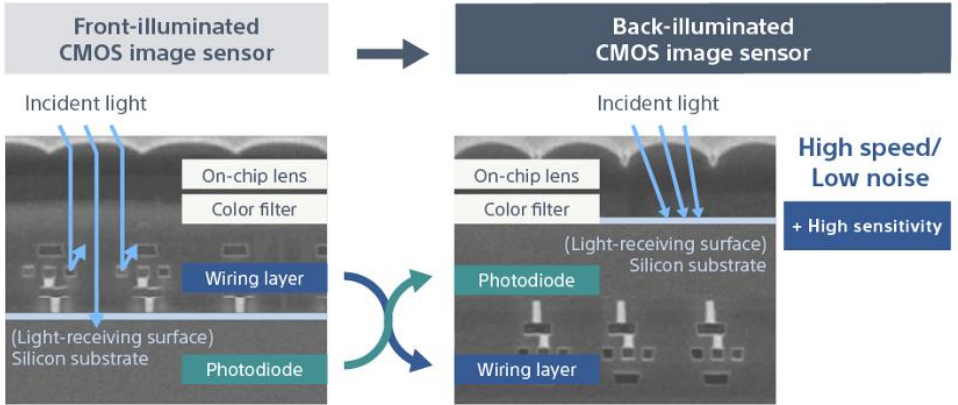 Front-illuminated
CMOS image sensor
Incident light
On-chip lens
Color filter
Wiring layer
(Light-receiving surface)
Silicon substrate
Photodiode
Back-illuminated
CMOS image sensor
Incident light
On-chip lens
Color filter
(Light-receiving surface)
Silicon substrate
Photodiode
Wiring layer
High speed/
Low noise
+ High sensitivity